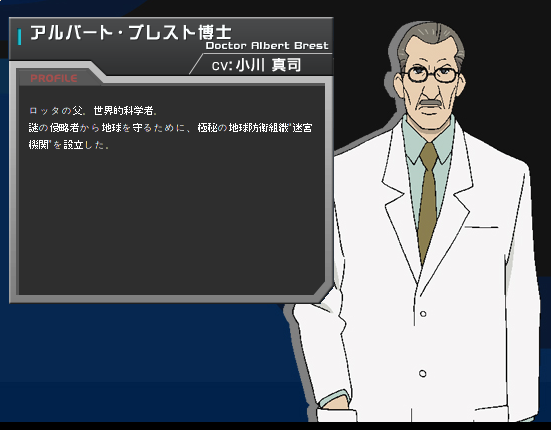 アルバート・ブレスト博士
Doctor Albert Brest
CV:小川 真司
PROFILE
ロッタの父。世界的科学者。
謎の侵略者から地球を守るために、極秘の地球防衛組織"迷宮
機関"を設立した。